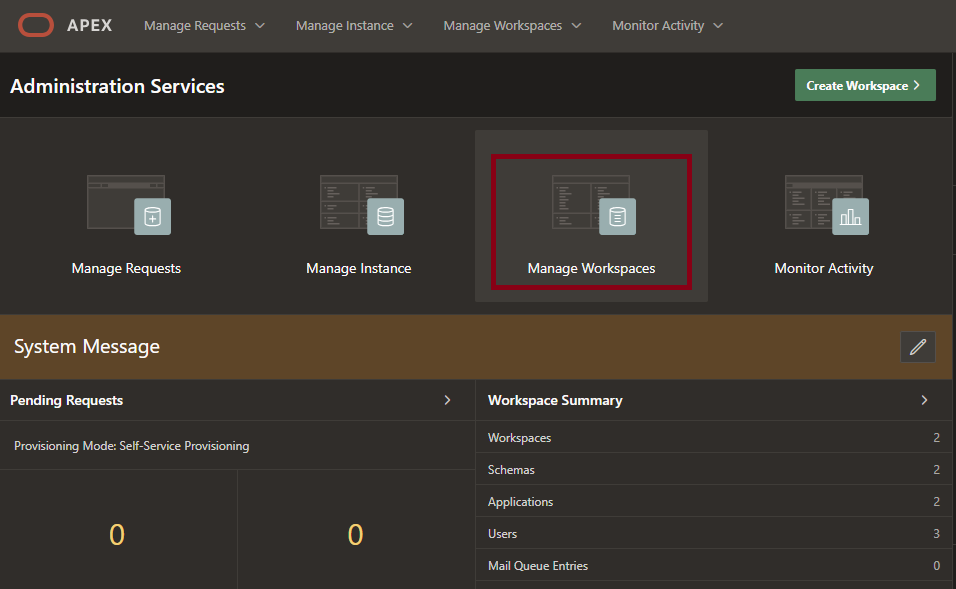 APEX Manage Requests Manage Instance Manage Workspaces Monitor Activity
Administration Services
Create Workspace
Manage Requests
Manage Instance
Manage Workspaces
Monitor Activity
System Message
Pending Requests
Provisioning Mode: Self-Service Provisioning
0
0
Workspace Summary
Workspaces 2
Schemas 2
Applications 2
Users 3
Mail Queue Entries 0